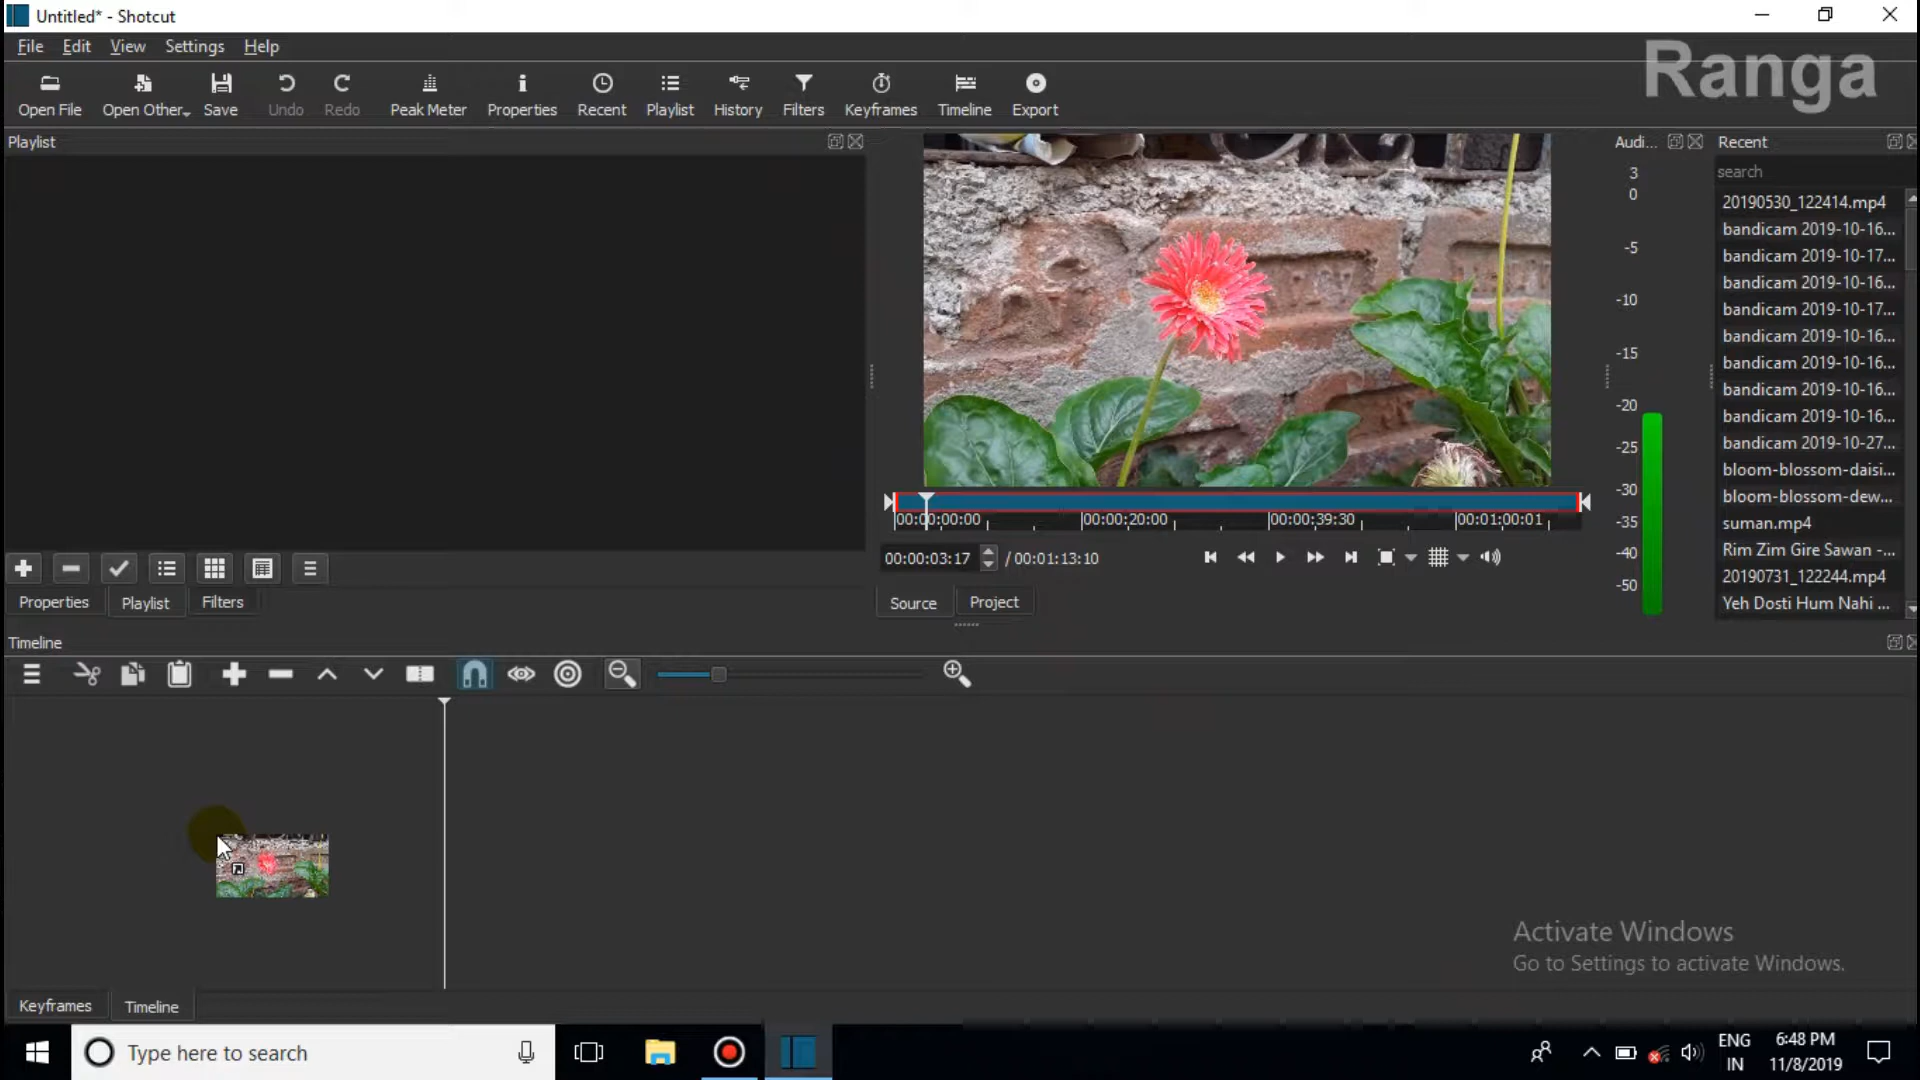 Untitled* - Shotcut
File Edit View Settings Help
Ranga
Open File Open Other... Save Undo Redo Peak Meter Properties Recent Playlist History Filters Keyframes Timeline Export
Playlist
Audi...
Recent
search
3
0
-5
-10
-15
-20
-25
-30
-35
-40
-50
20190530_122414.mp4
bandicam 2019-10-16...
bandicam 2019-10-17...
bandicam 2019-10-16...
bandicam 2019-10-17...
bandicam 2019-10-16...
bandicam 2019-10-16...
bandicam 2019-10-16...
bandicam 2019-10-16...
bandicam 2019-10-27...
bloom-blossom-daisi...
bloom-blossom-dew...
suman.mp4
Rim Zim Gire Sawan -...
20190731_122244.mp4
Yeh Dosti Hum Nahi ...
00:00:00:00 00:00:20:00 00:00:39:30 00:01:00:01
00:00:03:17 / 00:01:13:10
Properties Playlist Filters
Source Project
Timeline
Activate Windows
Go to Settings to activate Windows.
Keyframes Timeline
Type here to search
ENG
IN
6:48 PM
11/8/2019